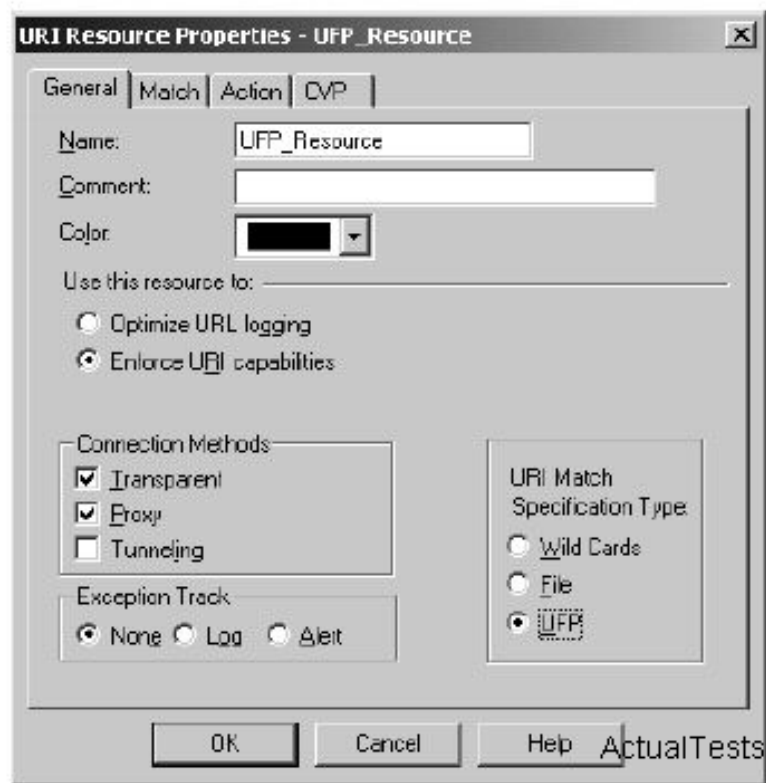 URI Resource Properties - UFP_Resource
General
Match
Action
CVP
Name:
UFP_Resource
Comment:
Color:
Use this resource to:
Optimize URL logging
Enforce URI capabilities
Connection Methods
Transparent
Proxy
Tunneling
Exception Track
None
Log
Alert
URI Match
Specification Type:
Wild Cards
File
UFP
OK
Cancel
Help
ActualTests